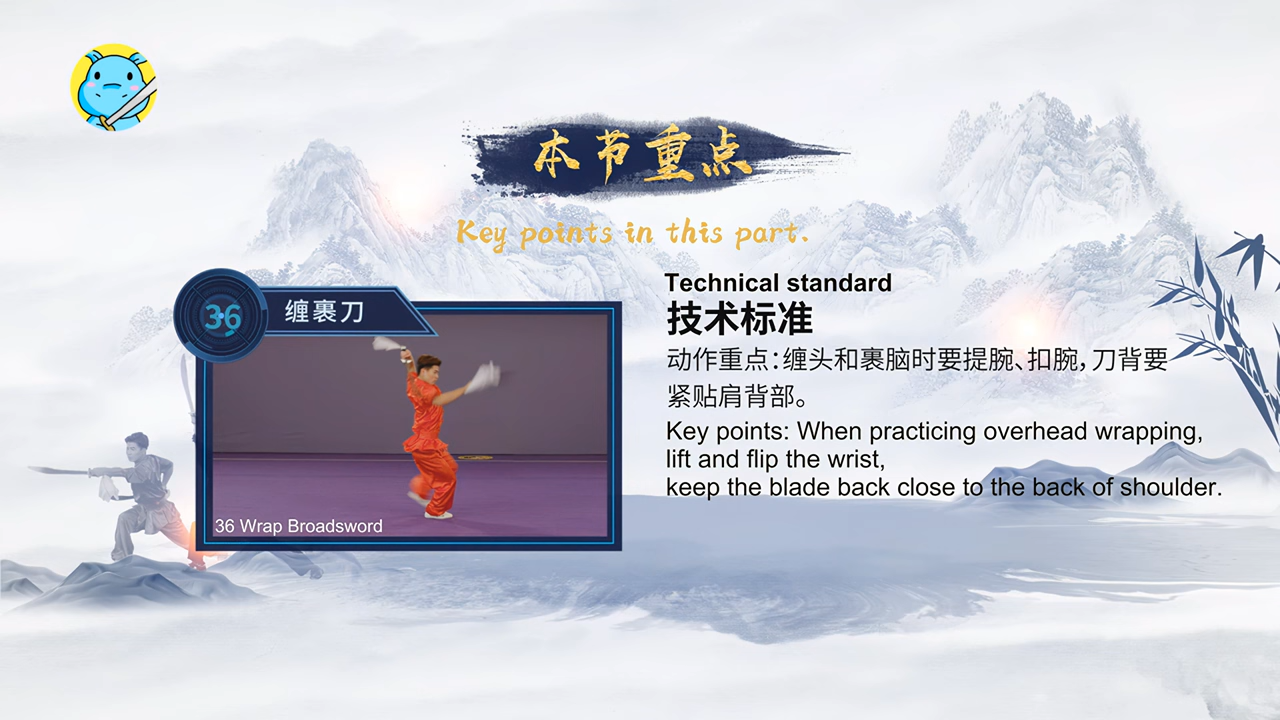 本节重点
Key points in this part.
36
缠裹刀
36 Wrap Broadsword
Technical standard
技术标准
动作重点：缠头和裹脑时要提腕、扣腕，刀背要
紧贴肩背部。
Key points: When practicing overhead wrapping,
lift and flip the wrist,
keep the blade back close to the back of shoulder.